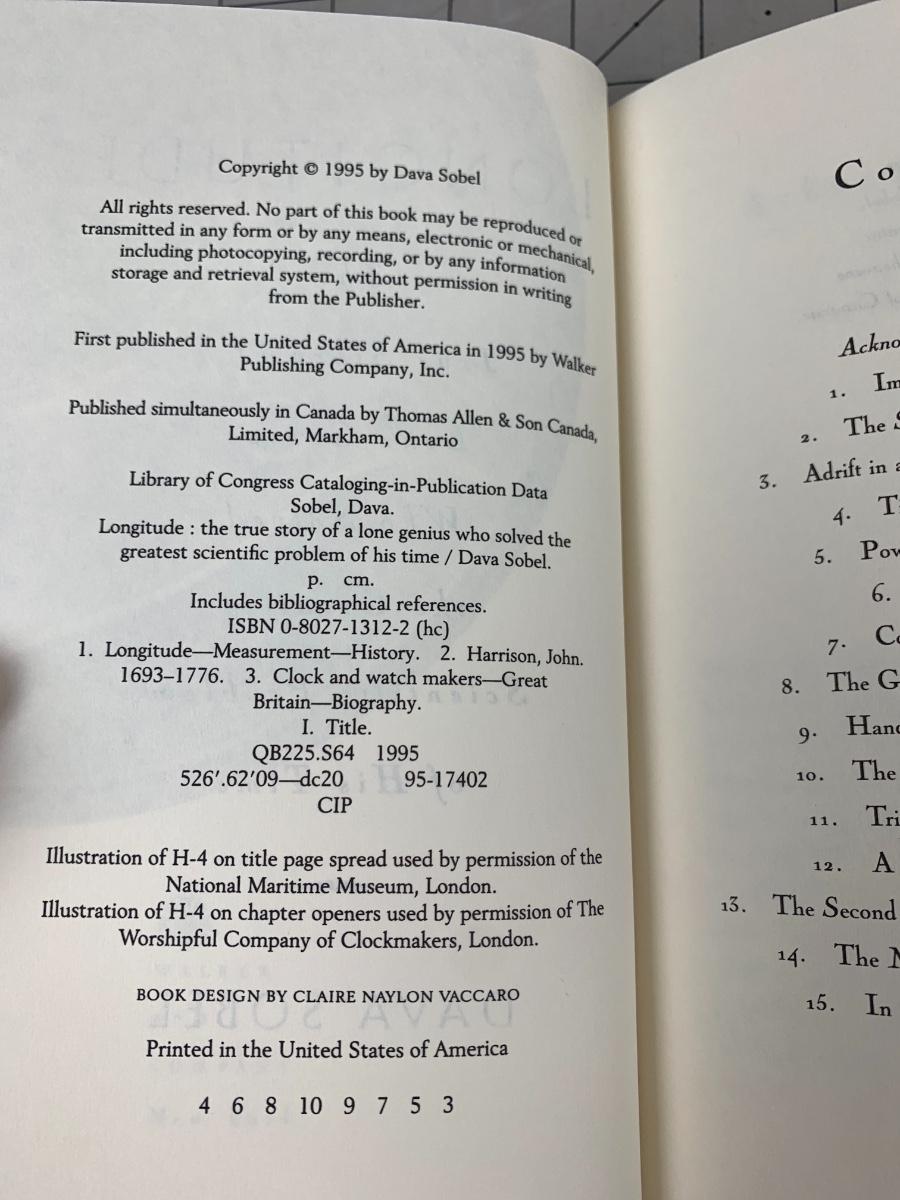 Copyright © 1995 by Dava Sobel
All rights reserved. No part of this book may be reproduced or
transmitted in any form or by any means, electronic or mechanical,
including photocopying, recording, or by any information
storage and retrieval system, without permission in writing
from the Publisher.
First published in the United States of America in 1995 by Walker
Publishing Company, Inc.
Published simultaneously in Canada by Thomas Allen & Son Canada,
Limited, Markham, Ontario
Library of Congress Cataloging-in-Publication Data
Sobel, Dava.
Longitude : the true story of a lone genius who solved the
greatest scientific problem of his time / Dava Sobel.
p. cm.
Includes bibliographical references.
ISBN 0-8027-1312-2 (hc)
1. Longitude—Measurement—History. 2. Harrison, John.
1693–1776. 3. Clock and watch makers—Great
Britain—Biography.
I. Title.
QB225.S64 1995
526′.62′09—dc20 95-17402
CIP
Illustration of H-4 on title page spread used by permission of the
National Maritime Museum, London.
Illustration of H-4 on chapter openers used by permission of The
Worshipful Company of Clockmakers, London.
BOOK DESIGN BY CLAIRE NAYLON VACCARO
Printed in the United States of America
4 6 8 10 9 7 5 3
Co
Ackno
1. Im
2. The S
3. Adrift in a
4. T
5. Pow
6.
7. Co
8. The G
9. Hand
10. The
11. Tri
12. A
13. The Second
14. The M
15. In